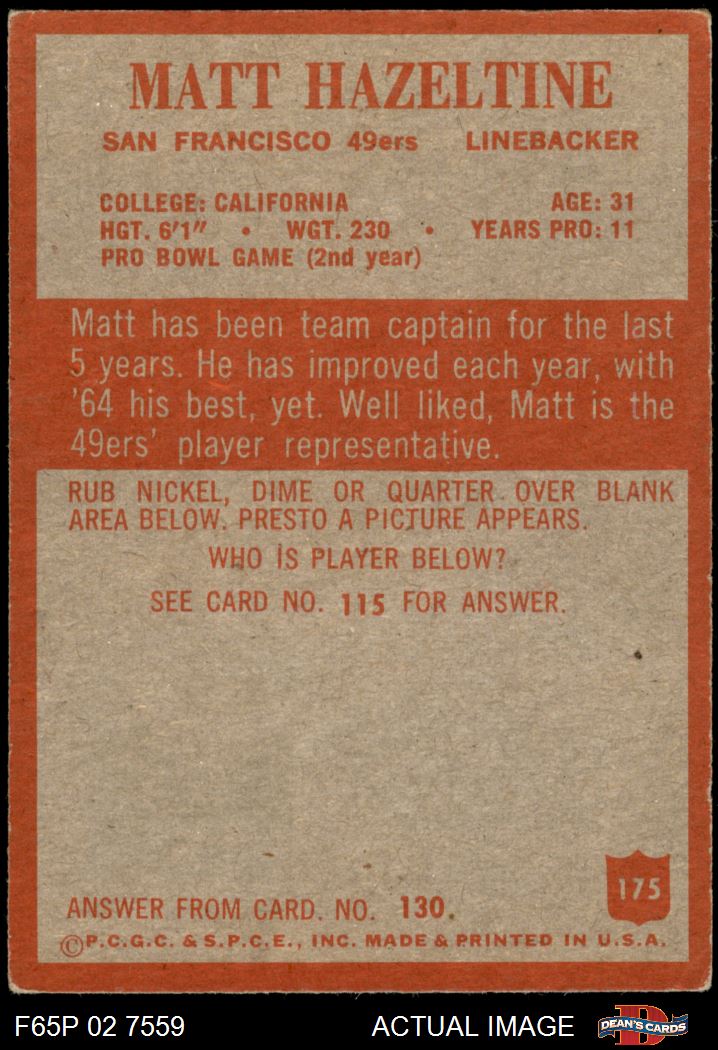 MATT HAZELTINE
SAN FRANCISCO 49ers LINEBACKER
COLLEGE: CALIFORNIA AGE: 31
HGT. 6'1" • WGT. 230 • YEARS PRO: 11
PRO BOWL GAME (2nd year)
Matt has been team captain for the last
5 years. He has improved each year, with
'64 his best, yet. Well liked, Matt is the
49ers' player representative.
RUB NICKEL, DIME OR QUARTER OVER BLANK
AREA BELOW. PRESTO A PICTURE APPEARS.
WHO IS PLAYER BELOW?
SEE CARD NO. 115 FOR ANSWER.
175
ANSWER FROM CARD. NO. 130.
©P.C.G.C. & S.P.C.E., INC. MADE & PRINTED IN U.S.A.
F65P 02 7559 ACTUAL IMAGE D DEAN'S CARDS